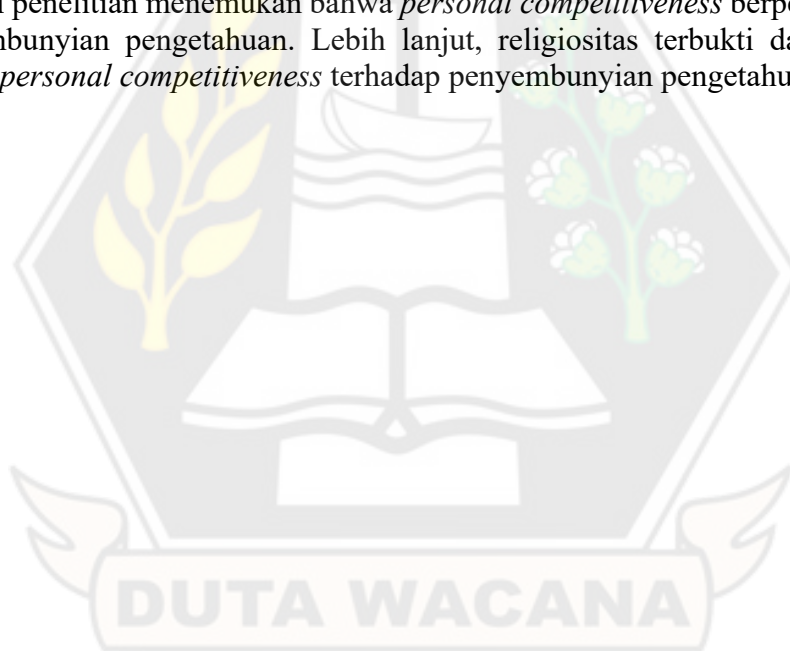 penelitian menemukan bahwa personal competitiveness
pengetahuan. Lebih lanjut, religiositas terbukti
personal competitiveness terhadap penyembunyian
DUTA WACANA